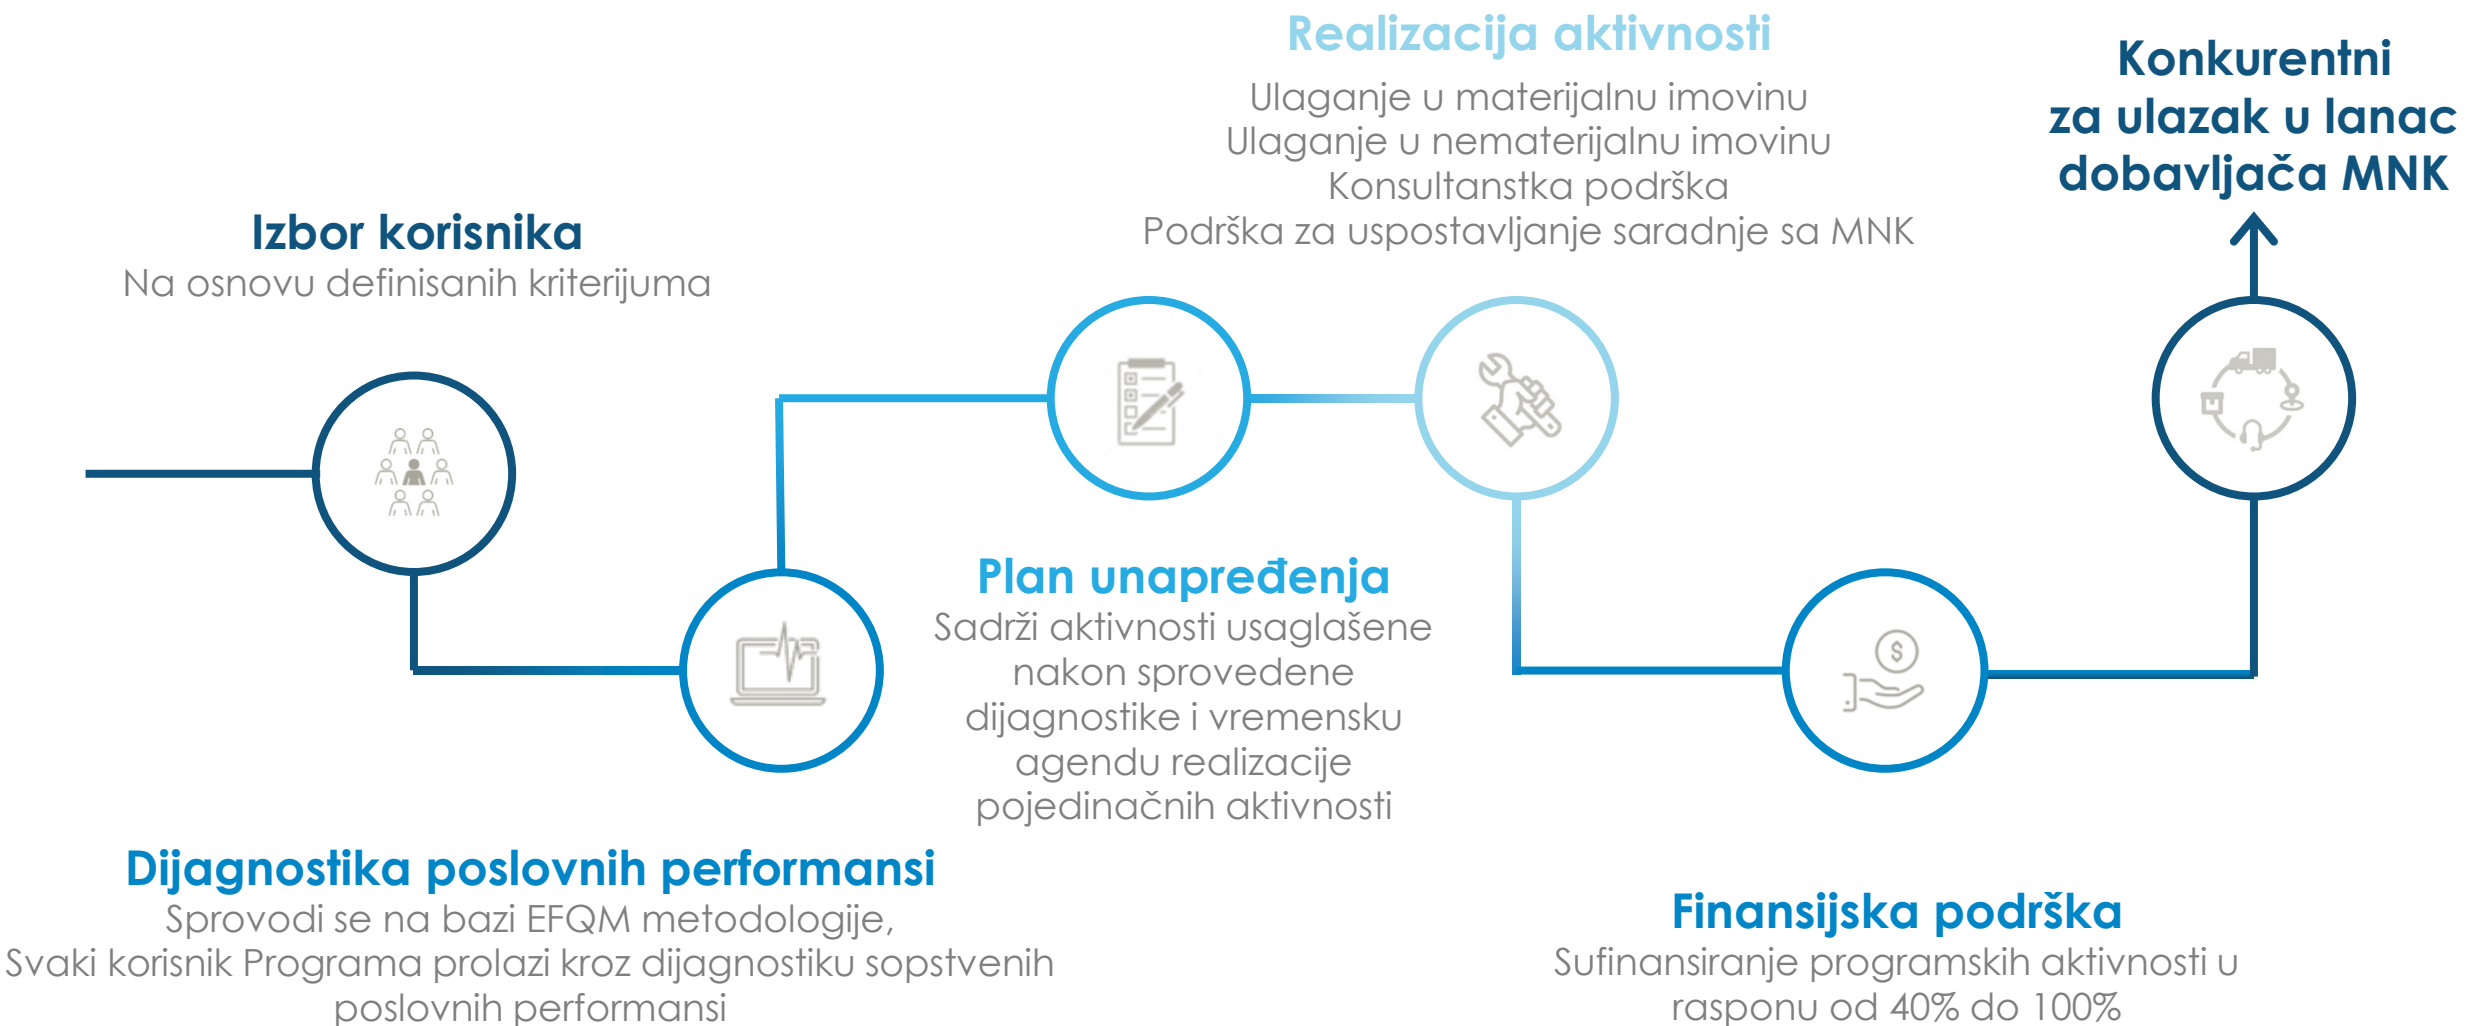 Izbor korisnika
Na osnovu definisanih kriterijuma
Dijagnostika poslovnih performansi
Sprovodi se na bazi EFQM metodologije,
Svaki korisnik Programa prolazi kroz dijagnostiku sopstvenih
poslovnih performansi
Plan unapređenja
Sadrži aktivnosti usaglašene
nakon sprovedene
dijagnostike i vremensku
agendu realizacije
pojedinačnih aktivnosti
Realizacija aktivnosti
Ulaganje u materijalnu imovinu
Ulaganje u nematerijalnu imovinu
Konsultanstka podrška
Podrška za uspostavljanje saradnje sa MNK
Finansijska podrška
Sufinansiranje programskih aktivnosti u
rasponu od 40% do 100%
$
Konkurentni
za ulazak u lanac
dobavljača MNK